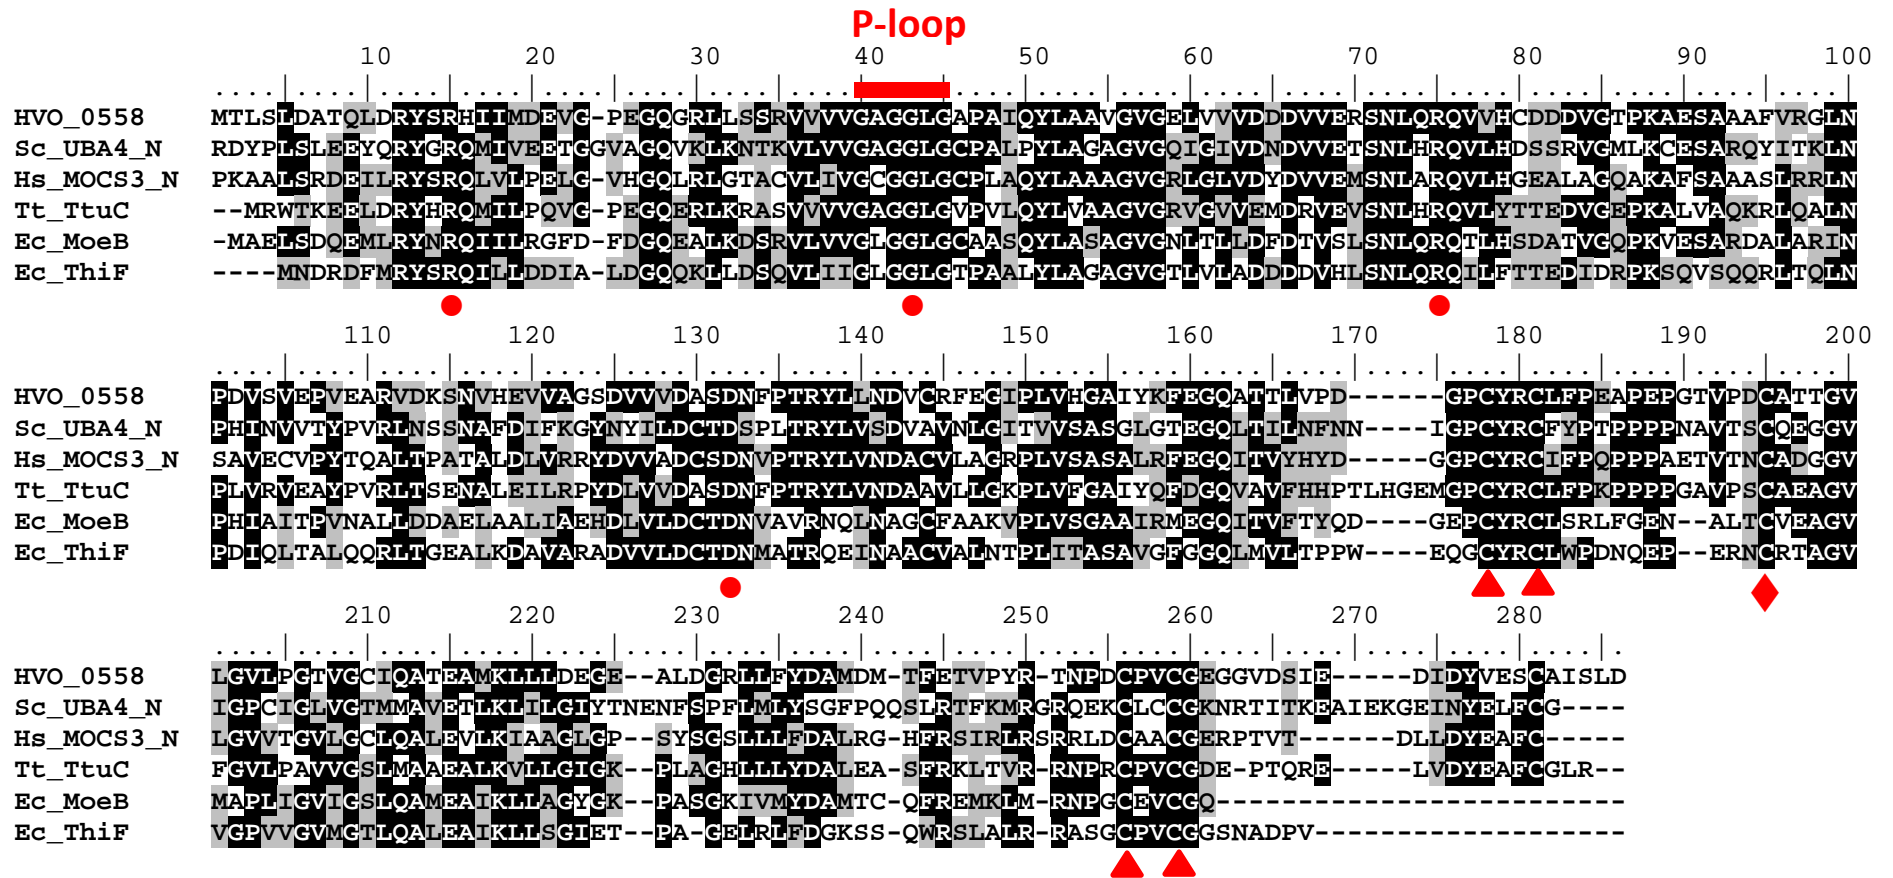 P-loop
10 20 30 40 50 60 70 80 90 100
HVO_0558 MTLSLDATQLDRYSRHIIMDEVG-PEGQGRLLSSRVVVVGAGGLGAPAIQYLAAVGVGELVVVDDDVVERSNLQRQVVHCDDDVGTPKAESAAAFVRGLN
Sc_UBA4_N RDYPLSLEEYQRYGRQMIVEETGGVAGQVKLKNTKVLVVGAGGLGCPALPYLAGAGVGQIGIVDNDVVETSNLHRQVLHDSSRVGMLKCESARQYITKLN
Hs_MOCS3_N PKAALSRDEILRYSRQLVLPELG-VHGQLRLGTACVLIVGCGGLGCPLAQYLAAAGVGRLGLVDYDVVEMSNLARQVLHGEALAGQAKAFSAAASLRRLN
Tt_TtuC --MRWTKEELDRYHRQMILPQVG-PEGQERLKRASVVVVGAGGLGVPVLQYLVAAGVGRVGVVEMDRVEVSNLHRQVLYTTEDVGEPKALVAQKRLQALN
Ec_MoeB -MAELSDQEMLRYNRQIILRGFD-FDGQEALKDSRVLVVGLGGLGCAASQYLASAGVGNLTLLDFDTVSLSNLQRQTLHSDATVGQPKVESARDALARIN
Ec_ThiF ----MNDRDFMRYSRQILLDDIA-LDGQQKLLDSQVLIIGLGGLGTPAALYLAGAGVGTLVLADDDDVHLSNLQRQILFTTEDIDRPKSQVSQQRLTQLN
110 120 130 140 150 160 170 180 190 200
HVO_0558 PDVSVEPVEARVDKSNVHEVVAGSDVVVDASDNFPTRYLLNDVCRFEGIPLVHGAIYKFEGQATTLVPD------GPCYRCLFPEAPEPGTVPDCATTGV
Sc_UBA4_N PHINVVTYPVRLNSSNAFDIFKGYNYILDCTDSPLTRYLVSDVAVNLGITVVSASGLGTEGQLTILNFNN----IGPCYRCFYPTPPPPNAVTSCQEGGV
Hs_MOCS3_N SAVECVPYTQALTPATALDLVRRYDVVADCSDNVPTRYLVNDACVLAGRPLVSASALRFEGQITVYHYD------GGPCYRCIFPQPPPAETVTNCADGGV
Tt_TtuC PLVRVEAYPVRLTSENALEILRPYDLVVDASDNFPTRYLVNDAAVLLGKPLVFGAIYQFDGQVAVFHHPTLHGEMGPCYRCLFPKPPPPGAVPSCAEAGV
Ec_MoeB PHIAITPVNALLDDAELAALIAEHDLVLDCTDNVAVRNQLNAGCFAAKVPLVSGAAIRMEGQITVFTYQD----GEPCYRCLSRLFGEN--ALTCVEAGV
Ec_ThiF PDIQLTALQQRLTGEALKDAVARADVVLDCTDNMATRQEINAACVALNTPLITASAVGFGGQLMVLTPPW----EQGCYRCLWPDNQEP--ERNCRTAGV
210 220 230 240 250 260 270 280
HVO_0558 LGVLPGTVGCIQATEAMKLLLDEGE--ALDGRLLFYDAMDM-TFETVPYR-TNPDCPVCGEGGVDSIE-----DIDYVESCAISLD
Sc_UBA4_N IGPCIGLVGTMMAVETLKLILGIYTNENFSPFLMLYSGFPQQSLRTFKMRGRQEKCLCCGKNRTITKEAIEKGEINYELFCG----
Hs_MOCS3_N LGVVTGVLGCLQALEVLKIAAGLGP--SYSGSLLLFDALRG-HFRSIRLRSRRLDCAACGERPTVT------DLLDYEAFC-----
Tt_TtuC FGVLPAVVGSLMAAEALKVLLGIGK--PLAGHLLLYDALEA-SFRKLTVR-RNPRCPVCGDE-PTQRE-----LVDYEAFCGLR--
Ec_MoeB MAPLIGVIGSLQAMEAIKLLAGYGK--PASGKIVMYDAMTC-QFREMKLM-RNPGCEVCGQ-------------------------
Ec_ThiF VGPVVGVMGTLQALEAIKLLSGIET--PA-GELRLFDGKSS-QWRSLALR-RASGCPVCGGSNADPV-------------------